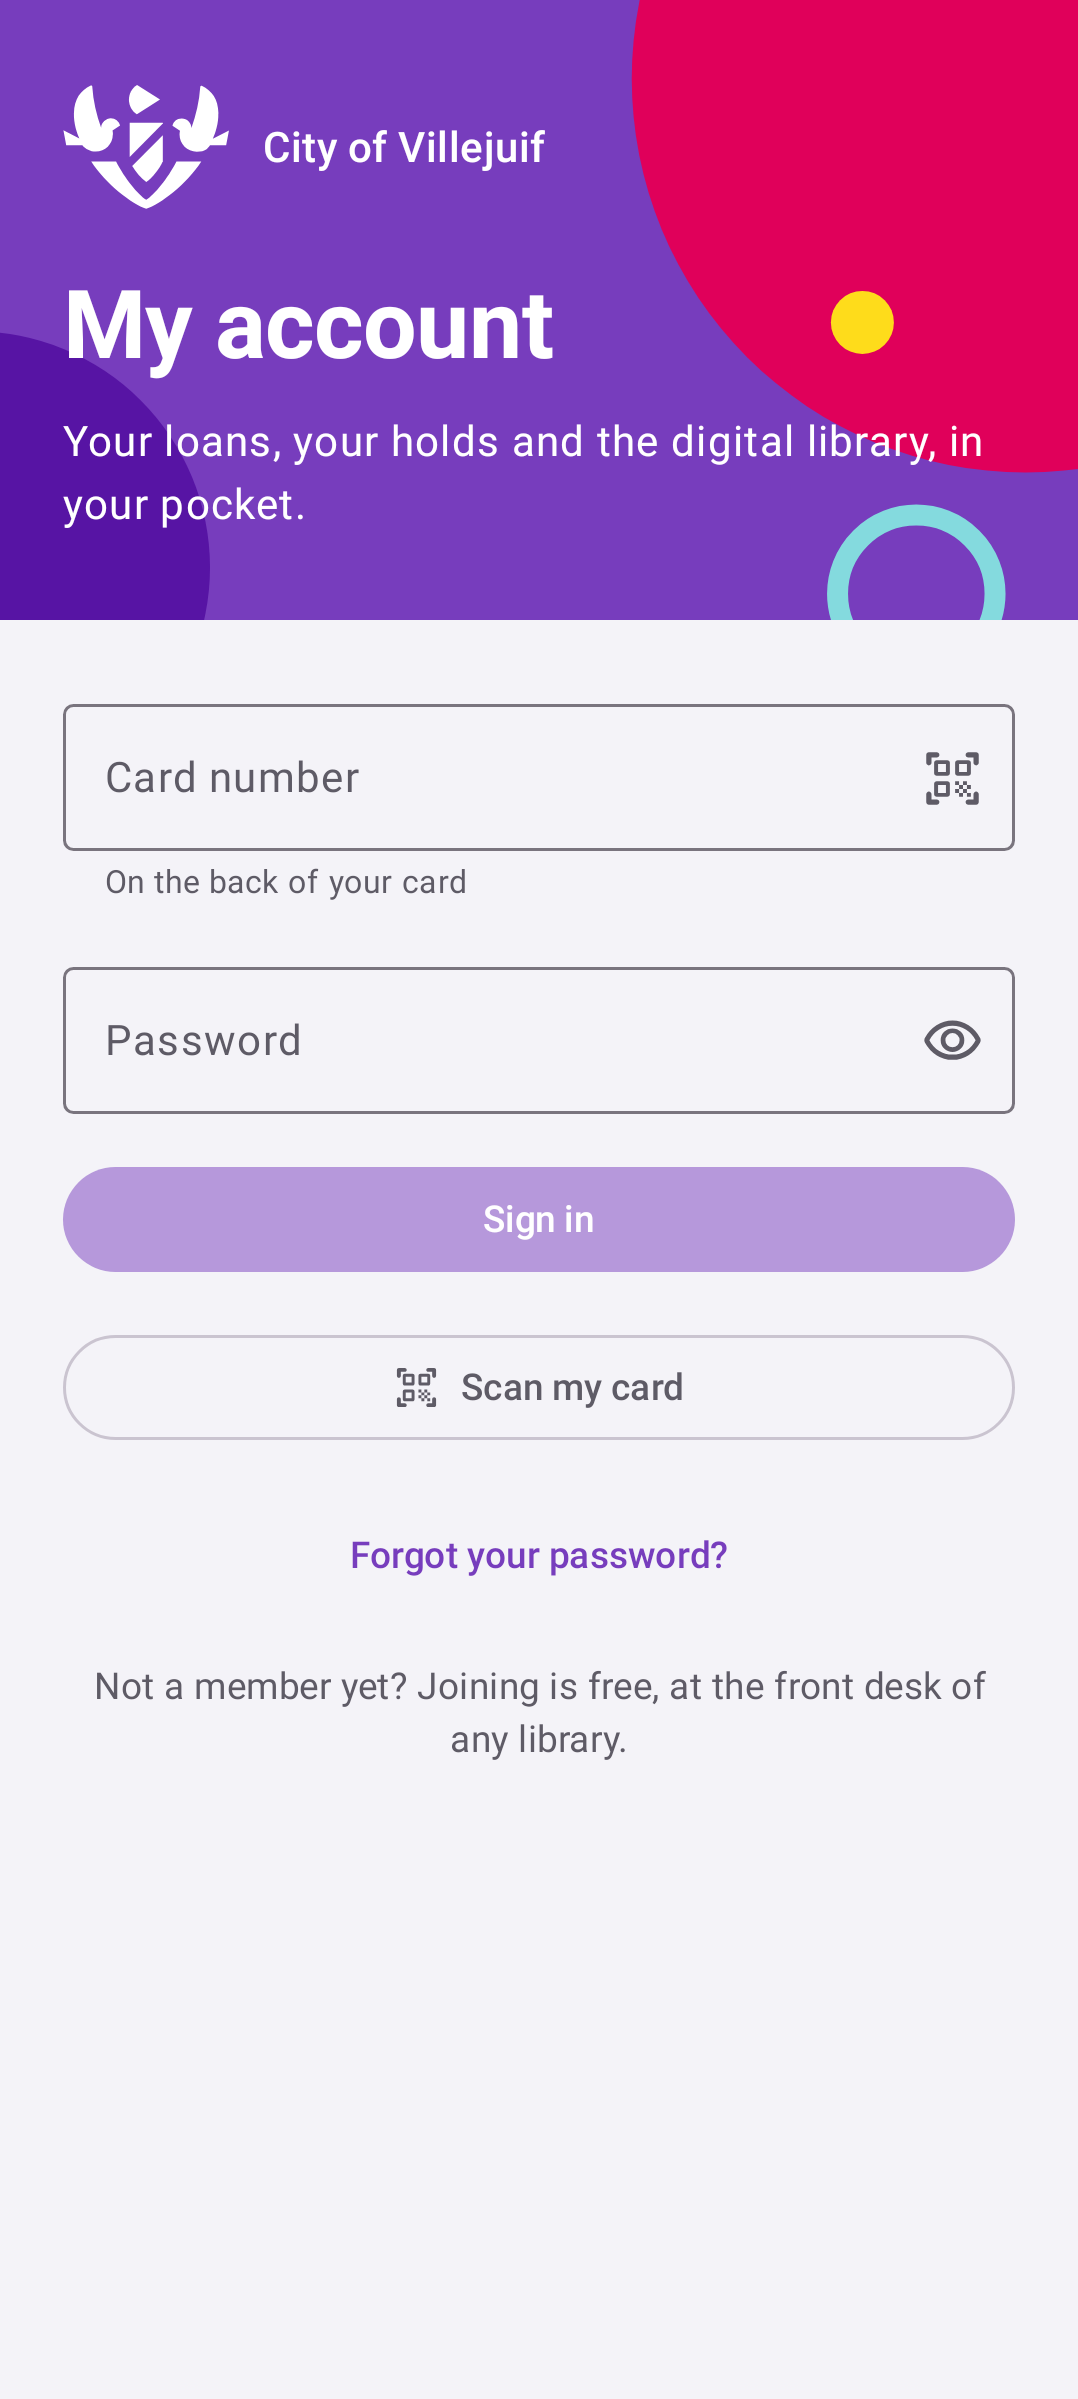 City of Villejuif
My account
Your loans, your holds and the digital library, in
your pocket.
Card number
On the back of your card
Password
Sign in
Scan my card
Forgot your password?
Not a member yet? Joining is free, at the front desk of
any library.